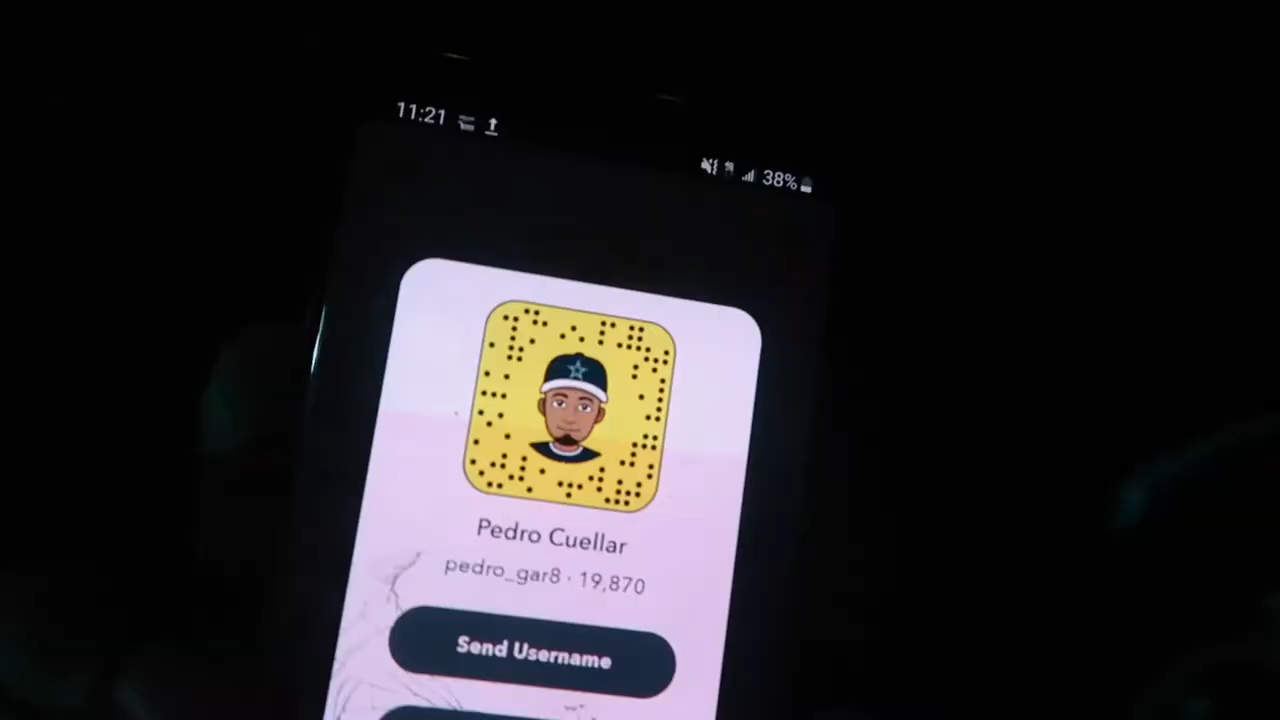 11:21
38%
Pedro Cuellar
pedro_gar8 · 19,870
Send Username